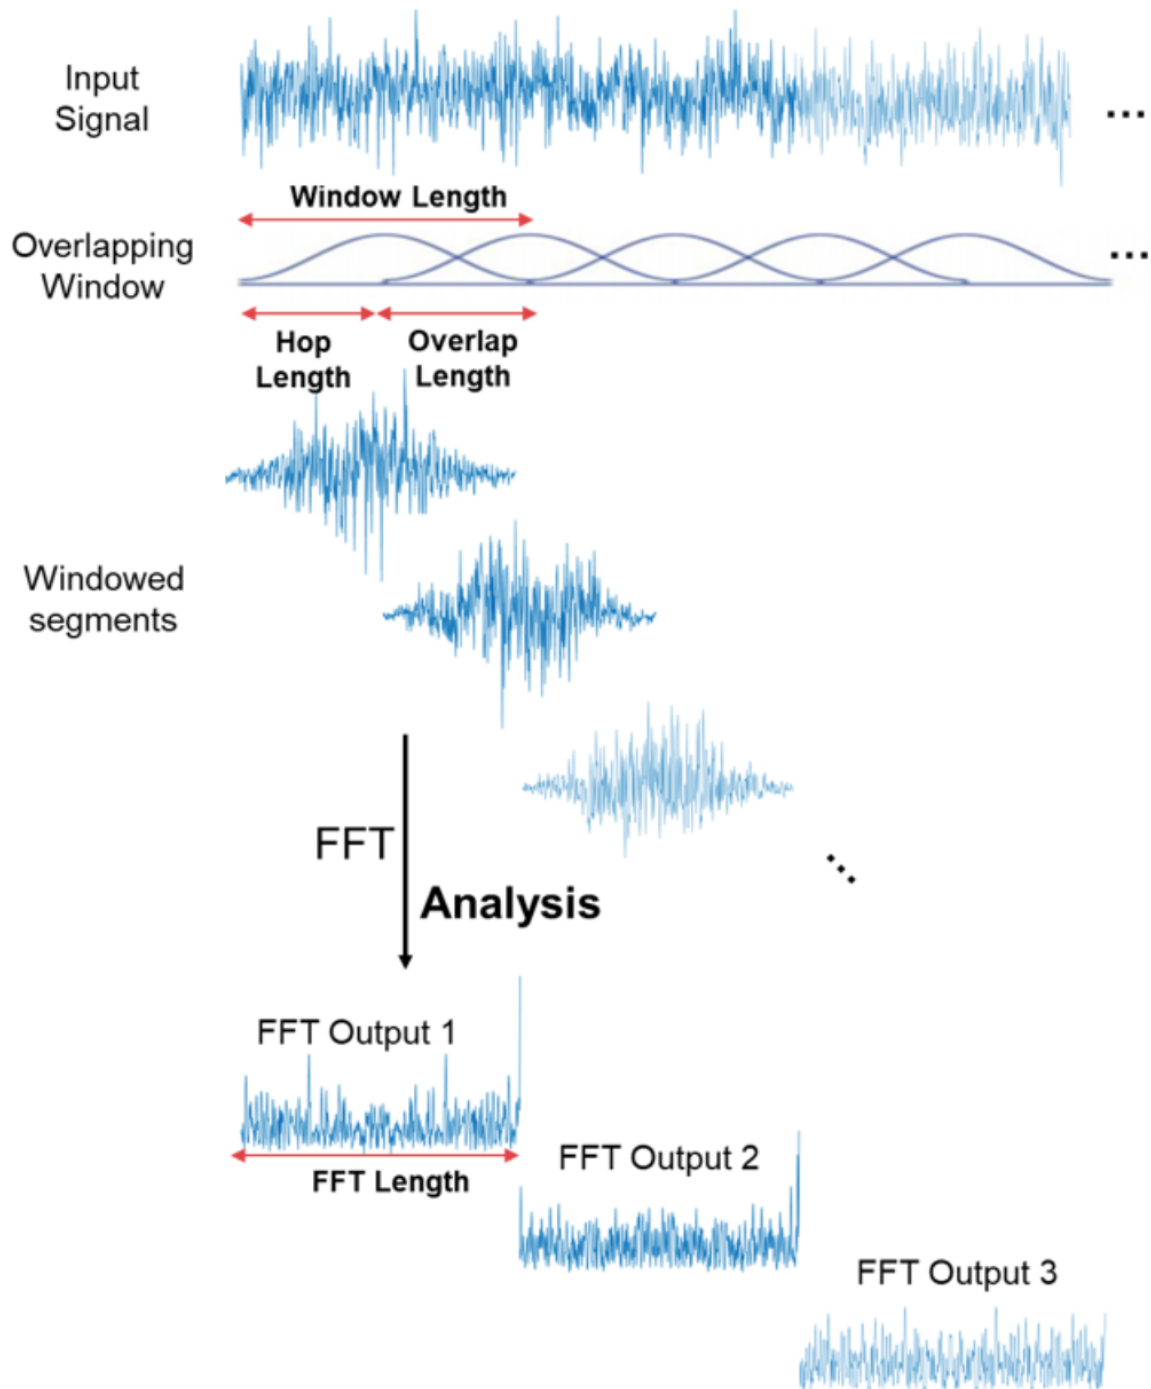 Input
Signal
...
Window Length
Overlapping
Window
...
Hop
Length
Overlap
Length
Windowed
segments
FFT
Analysis
FFT Output 1
FFT Length
FFT Output 2
FFT Output 3